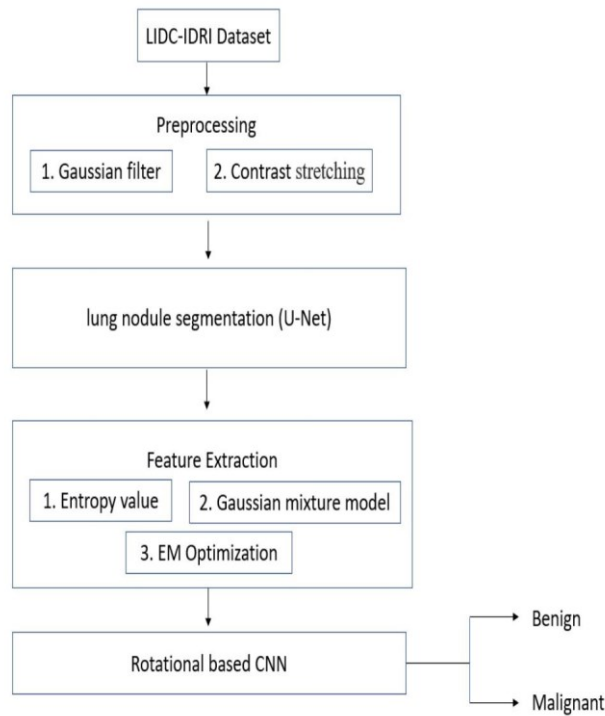 LIDC-IDRI Dataset
Preprocessing
1. Gaussian filter
2. Contrast stretching
lung nodule segmentation (U-Net)
Feature Extraction
1. Entropy value
2. Gaussian mixture model
3. EM Optimization
Rotational based CNN
Benign
Malignant